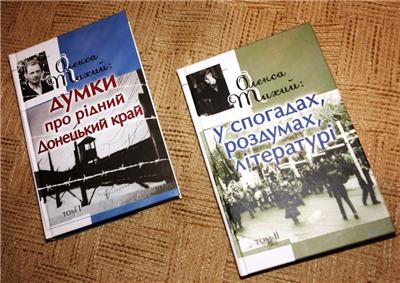 Олекса
Тихий:
думки
про рідний
Донецький край
ТОМ I
Олекса
Тихий:
у спогадах,
роздумах,
літературі
ТОМ II